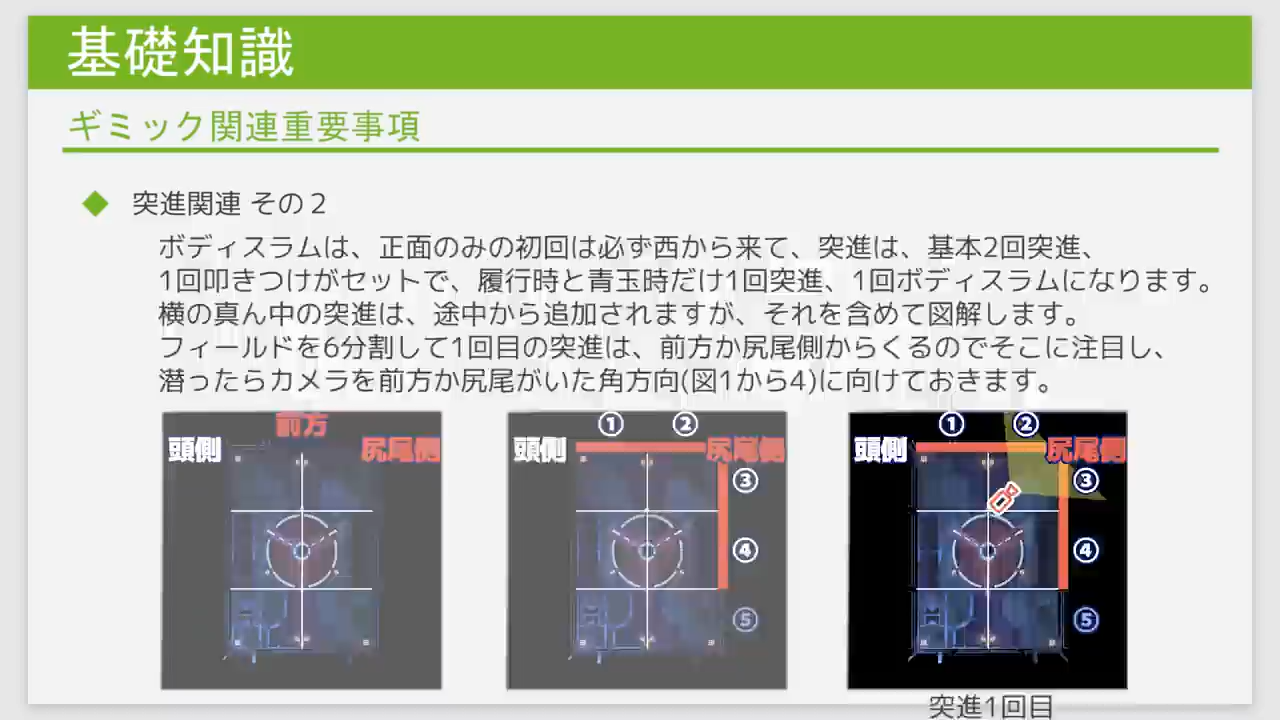 基礎知識
ギミック関連重要事項
突進関連 その２
ボディスラムは、正面のみの初回は必ず西から来て、突進は、基本2回突進、
1回叩きつけがセットで、履行時と青玉時だけ1回突進、1回ボディスラムになります。
横の真ん中の突進は、途中から追加されますが、それを含めて図解します。
フィールドを6分割して1回目の突進は、前方か尻尾側からくるのでそこに注目し、
潜ったらカメラを前方か尻尾がいた角方向(図1から4)に向けておきます。
前方
頭側
尻尾側
①
②
頭側
尻尾側
③
④
⑤
①
②
頭側
尻尾側
③
④
⑤
突進1回目